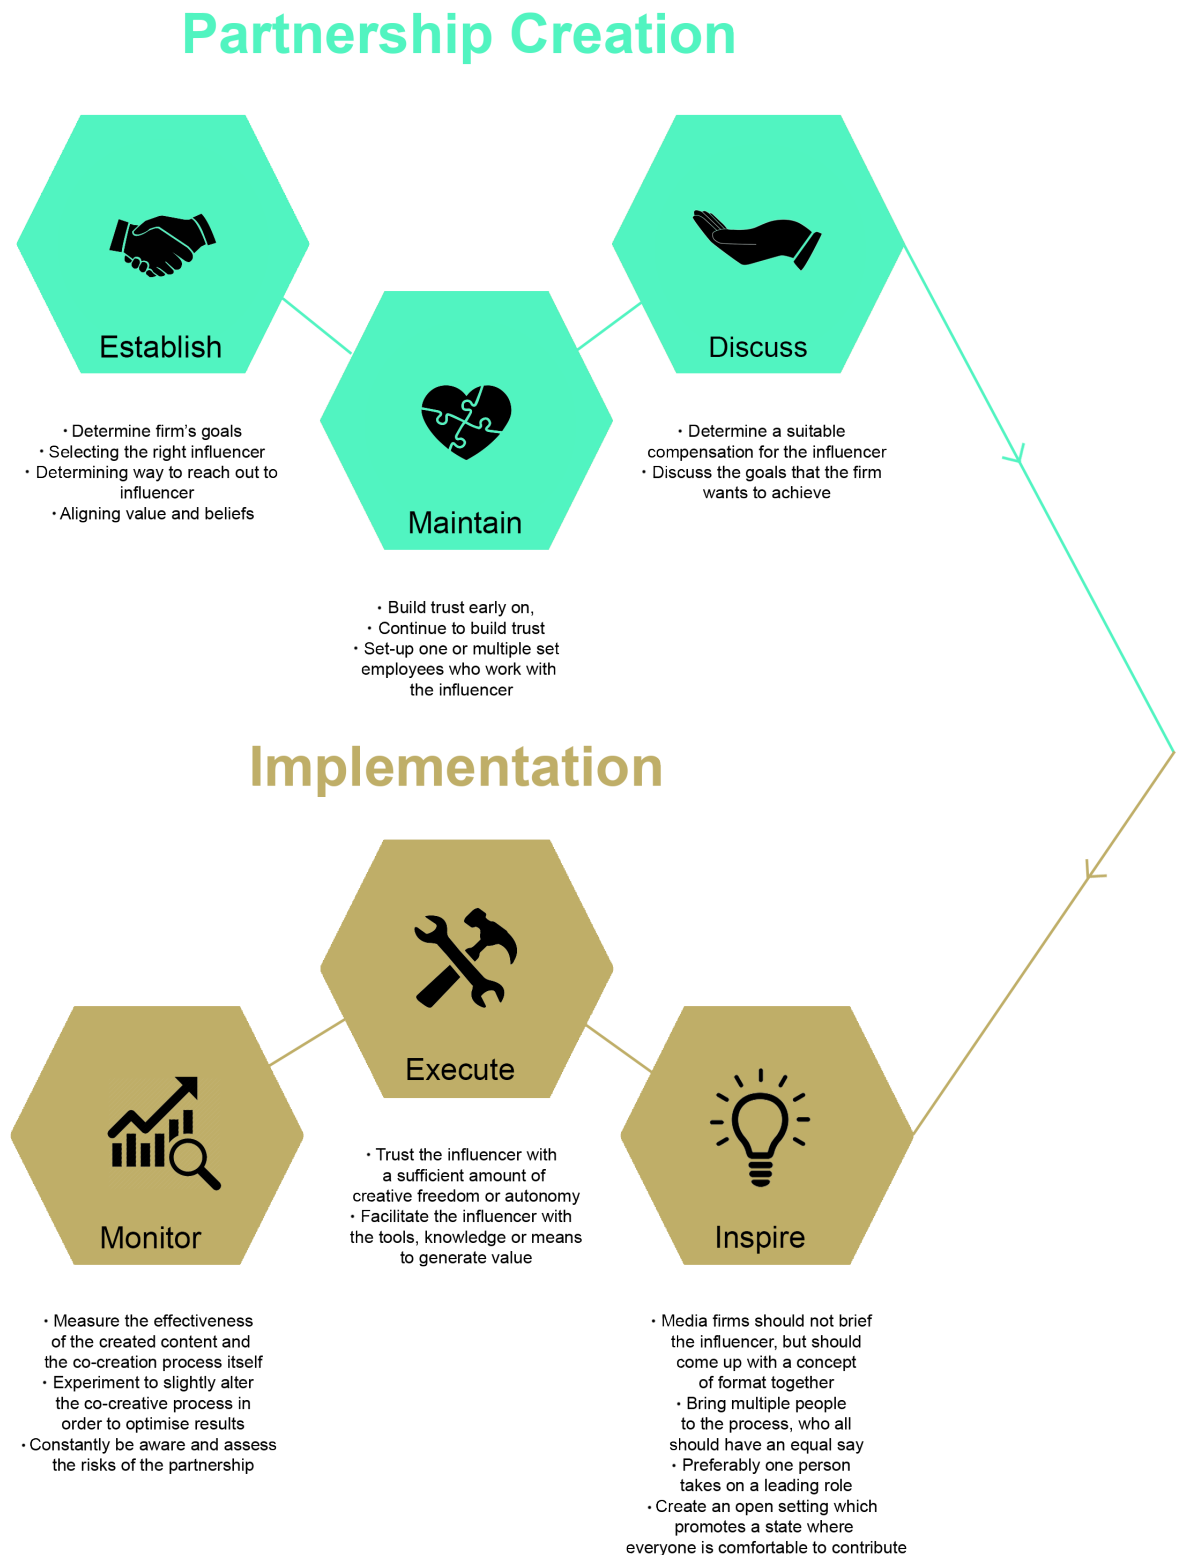 Partnership Creation
Establish
• Determine firm's goals
• Selecting the right influencer
• Determining way to reach out to
influencer
• Aligning value and beliefs
Maintain
• Build trust early on,
• Continue to build trust
• Set-up one or multiple set
employees who work with
the influencer
Discuss
• Determine a suitable
compensation for the influencer
• Discuss the goals that the firm
wants to achieve
Implementation
Monitor
• Measure the effectiveness
of the created content and
the co-creation process itself
• Experiment to slightly alter
the co-creative process in
order to optimise results
• Constantly be aware and assess
the risks of the partnership
Execute
• Trust the influencer with
a sufficient amount of
creative freedom or autonomy
• Facilitate the influencer with
the tools, knowledge or means
to generate value
Inspire
• Media firms should not brief
the influencer, but should
come up with a concept
of format together
• Bring multiple people
to the process, who all
should have an equal say
• Preferably one person
takes on a leading role
• Create an open setting which
promotes a state where
everyone is comfortable to contribute